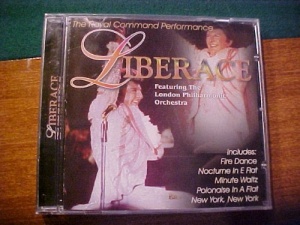 The Royal Command Performance
LIBERACE
Featuring The
London Philharmonic
Orchestra
includes:
Fire Dance
Nocturne In E Flat
Minute Waltz
Polonaise In A Flat
New York, New York
LIBERACE